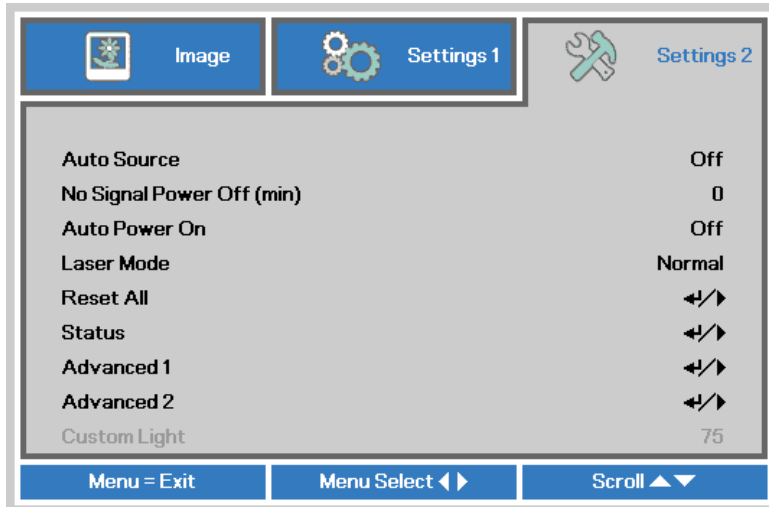 Image Settings 1 Settings 2
Auto Source Off
No Signal Power Off (min) 0
Auto Power On Off
Laser Mode Normal
Reset All ↵/▶
Status ↵/▶
Advanced 1 ↵/▶
Advanced 2 ↵/▶
Custom Light 75
Menu = Exit Menu Select ◀ ▶ Scroll ▲▼